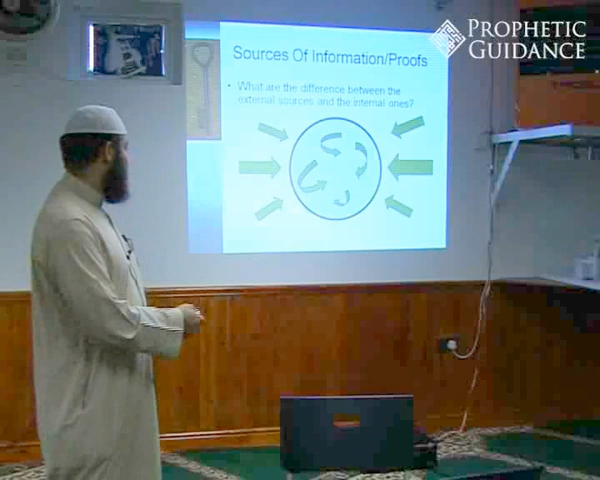 PROPHETIC
GUIDANCE
Sources Of Information/Proofs
• What are the difference between the
external sources and the internal ones?